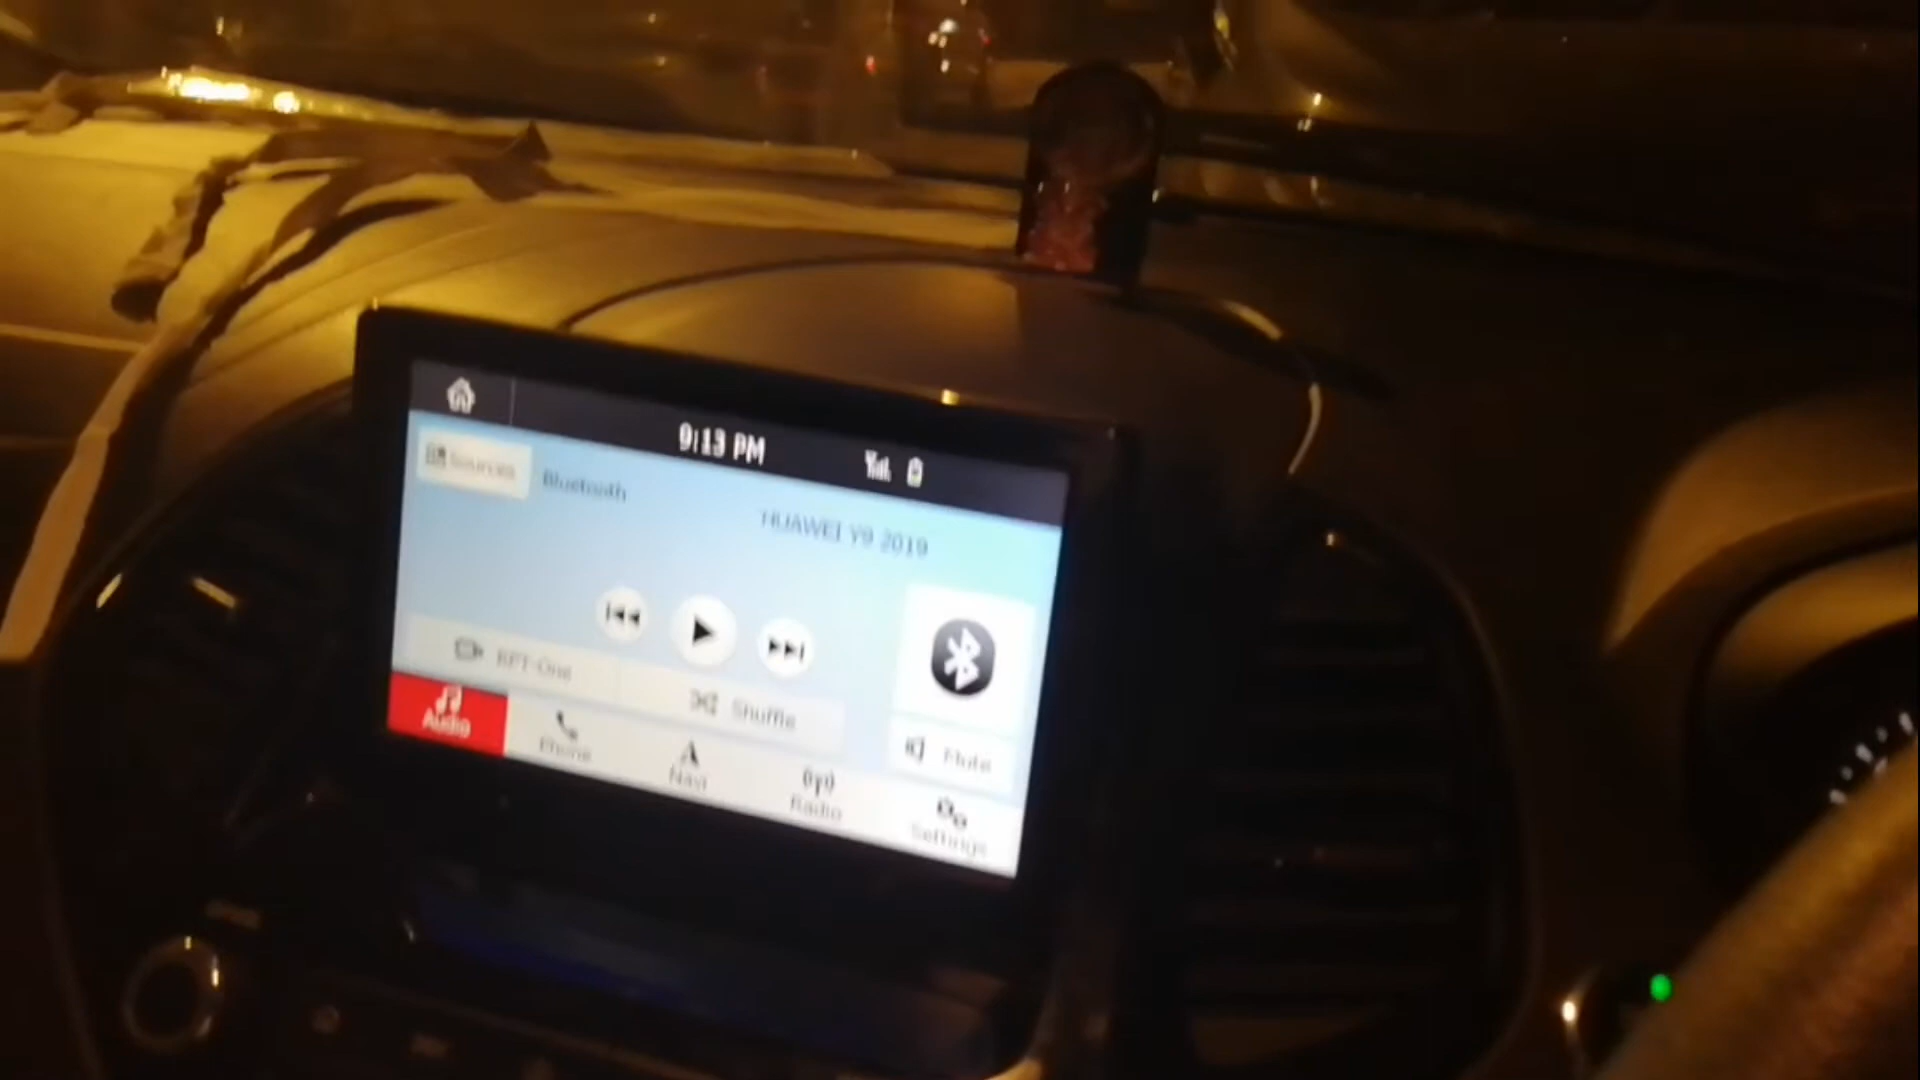 9:13 PM
Sources
Bluetooth
HUAWEI Y9 2019
RPT-One
Shuffle
Mute
Audio
Phone
Navi
Radio
Settings